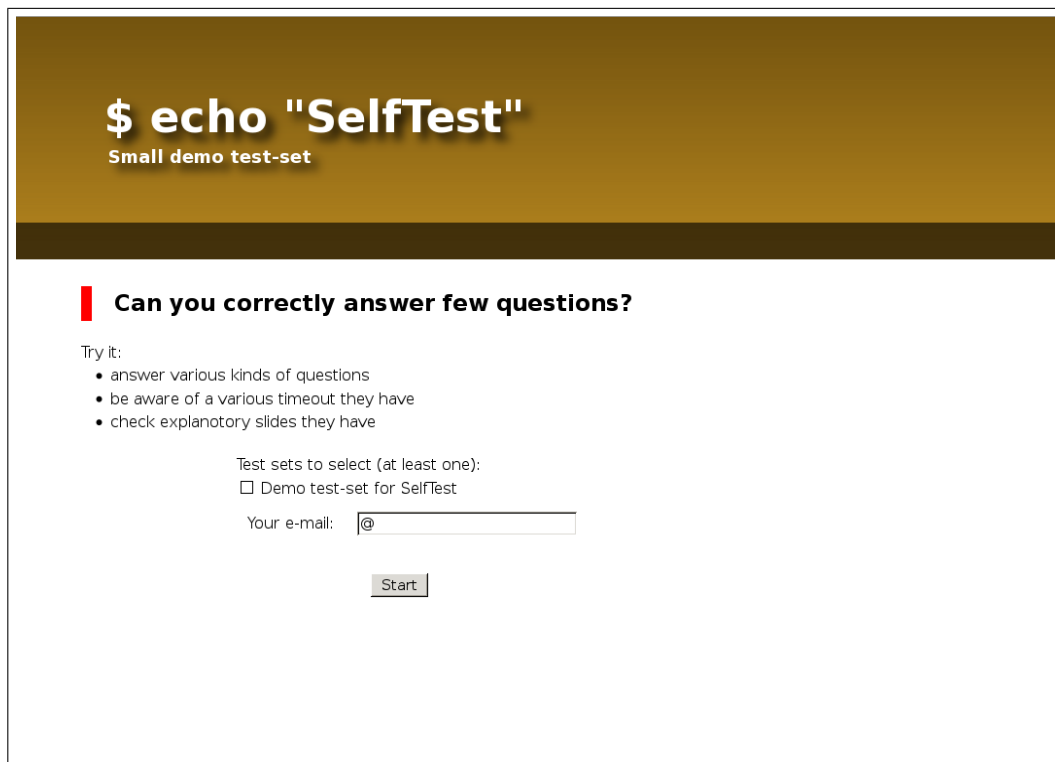 $ echo "SelfTest"
Small demo test-set
Can you correctly answer few questions?
Try it:
answer various kinds of questions
be aware of a various timeout they have
check explanotory slides they have
Test sets to select (at least one):
Demo test-set for SelfTest
Your e-mail: @
Start